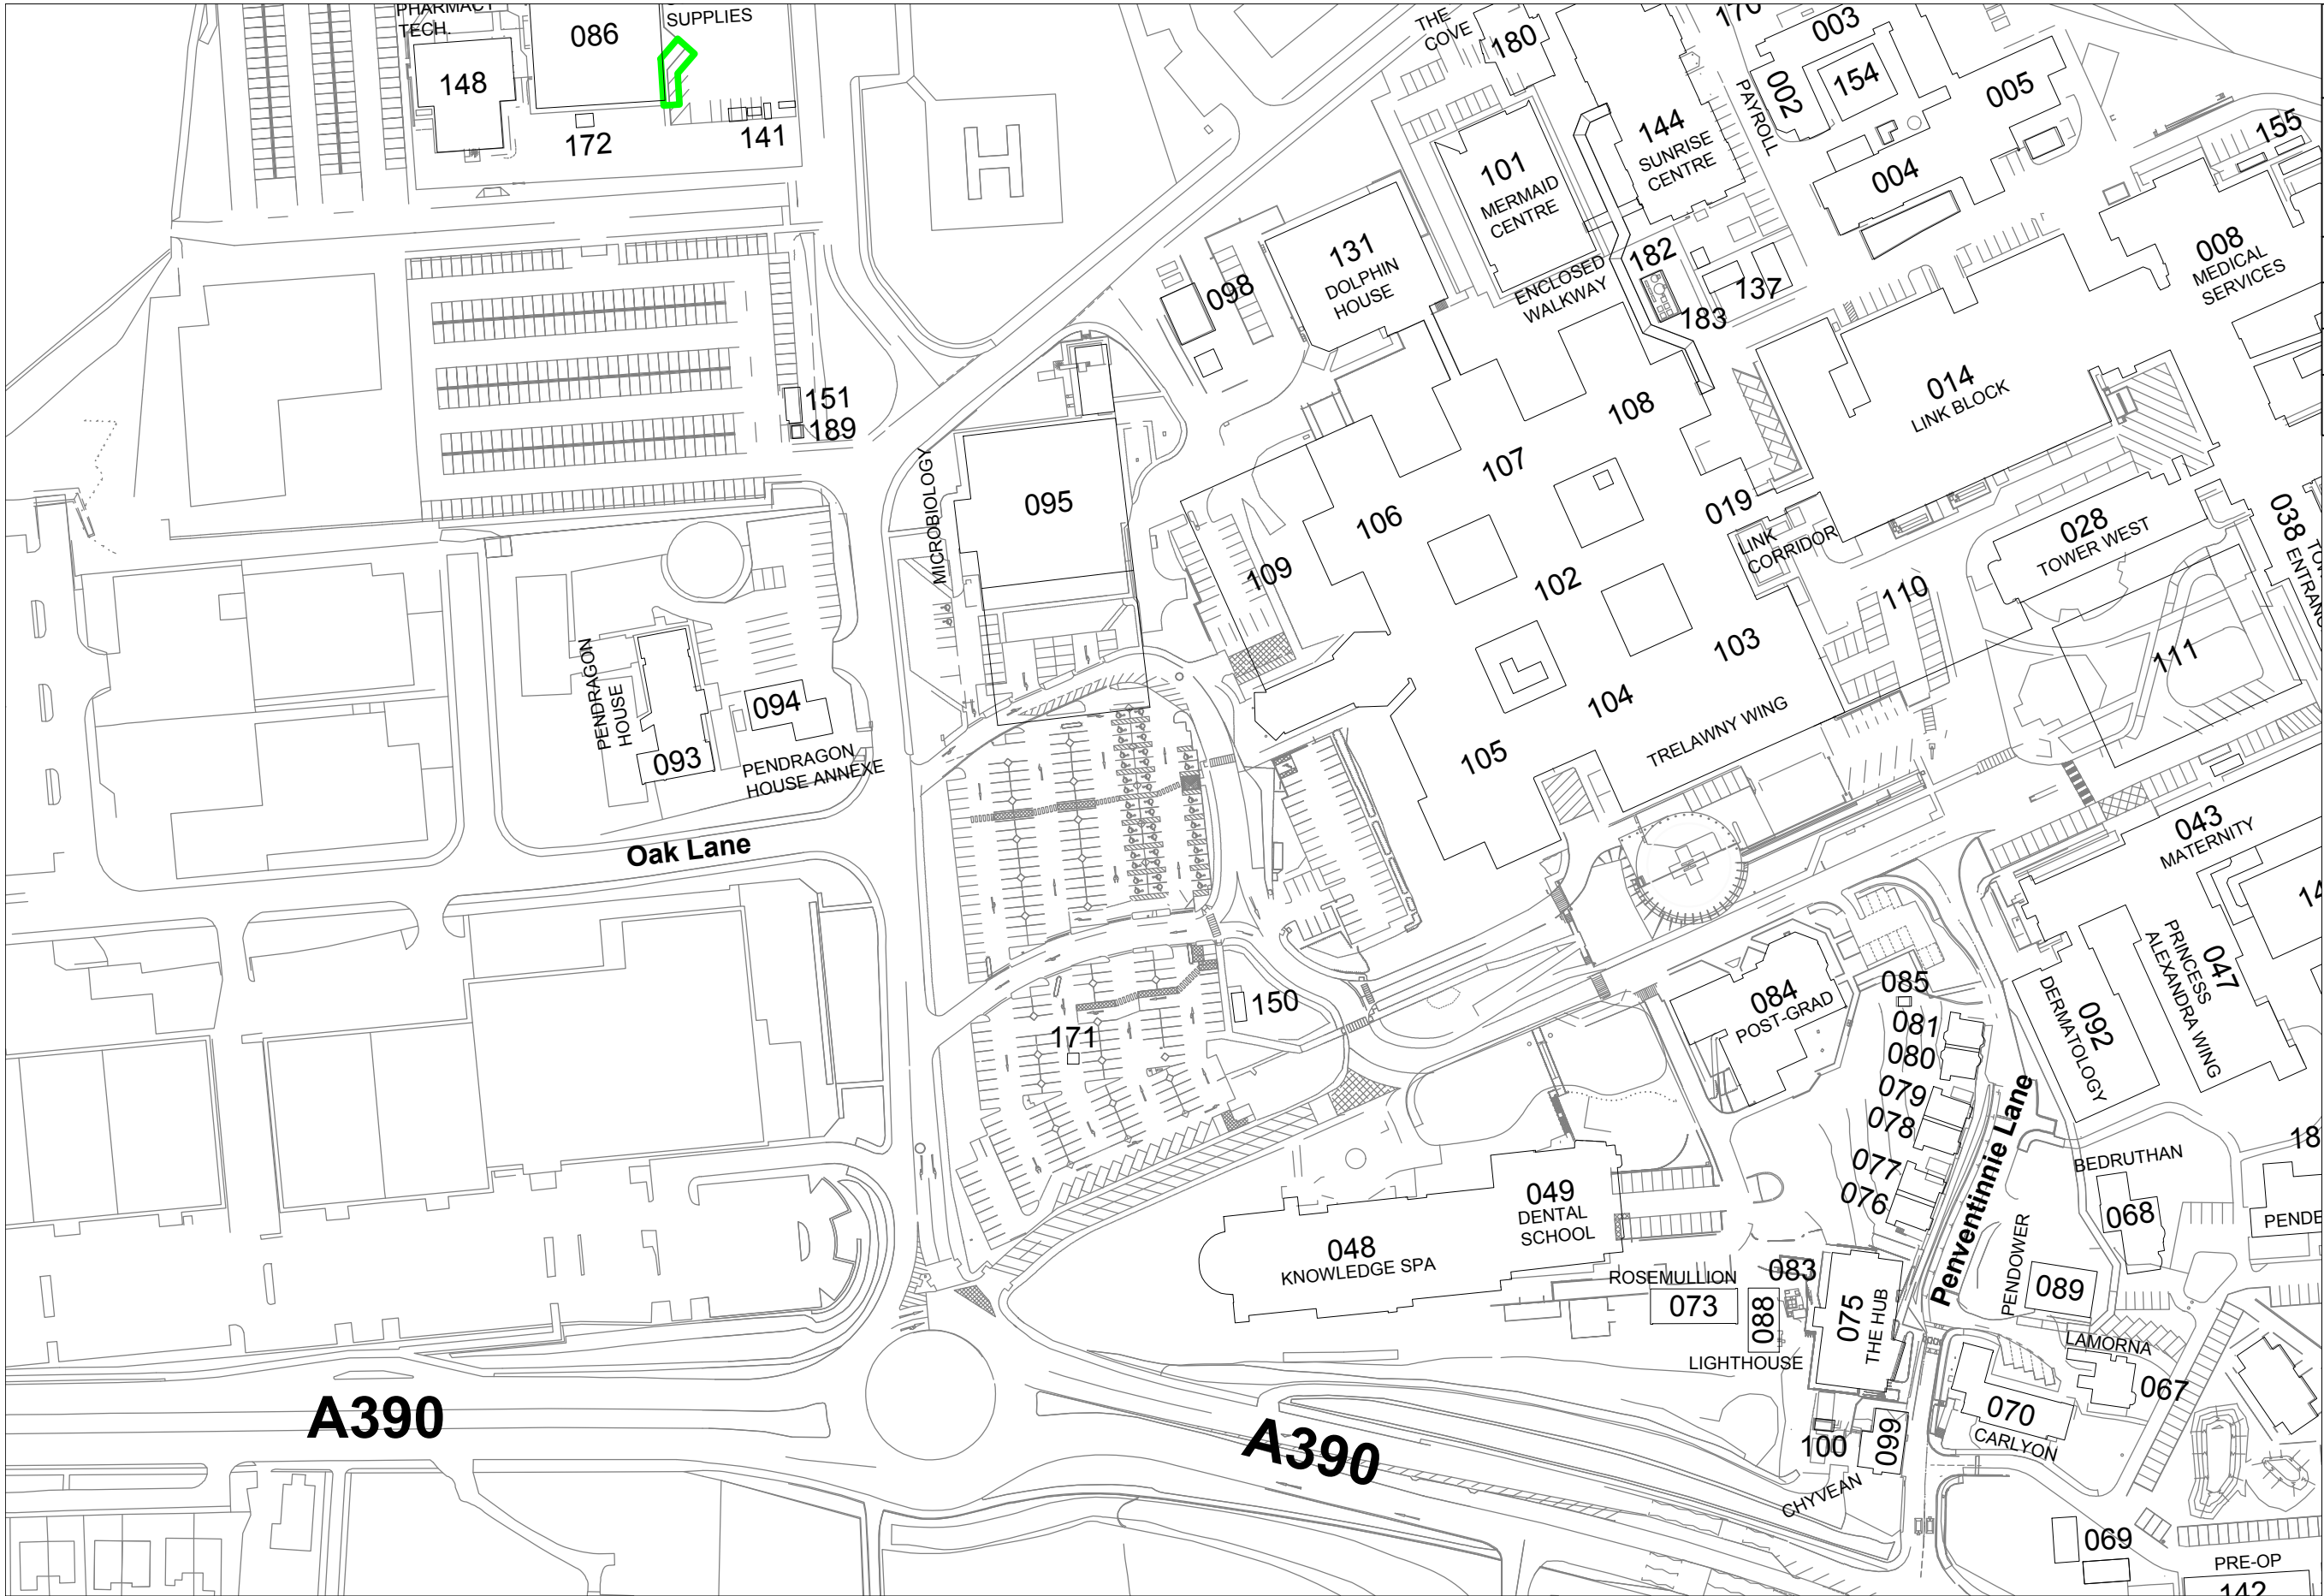 PHARMACY
TECH.
148
086
SUPPLIES
172
141
H
THE
COVE
180
144
SUNRISE
CENTRE
101
MERMAID
CENTRE
170
003
002
154
005
PAYROLL
004
155
008
MEDICAL
SERVICES
131
DOLPHIN
HOUSE
098
182
183
137
ENCLOSED
WALKWAY
151
189
014
LINK BLOCK
108
107
106
109
019
LINK
CORRIDOR
028
TOWER WEST
038
ENTRANC
MICROBIOLOGY
095
102
110
111
103
104
105
TRELAWNY WING
PENDRAGON
HOUSE
093
094
PENDRAGON
HOUSE ANNEXE
Oak Lane
043
MATERNITY
047
PRINCESS
ALEXANDRA WING
092
DERMATOLOGY
084
POST-GRAD
085
081
080
079
078
077
076
Penventinnie Lane
150
171
049
DENTAL
SCHOOL
048
KNOWLEDGE SPA
ROSEMULLION
073
083
088
LIGHTHOUSE
075
THE HUB
BEDRUTHAN
068
PENDOWER
089
LAMORNA
067
070
CARLYON
100
099
CHYVEAN
PENDE
18
14
A390
A390
069
PRE-OP
142